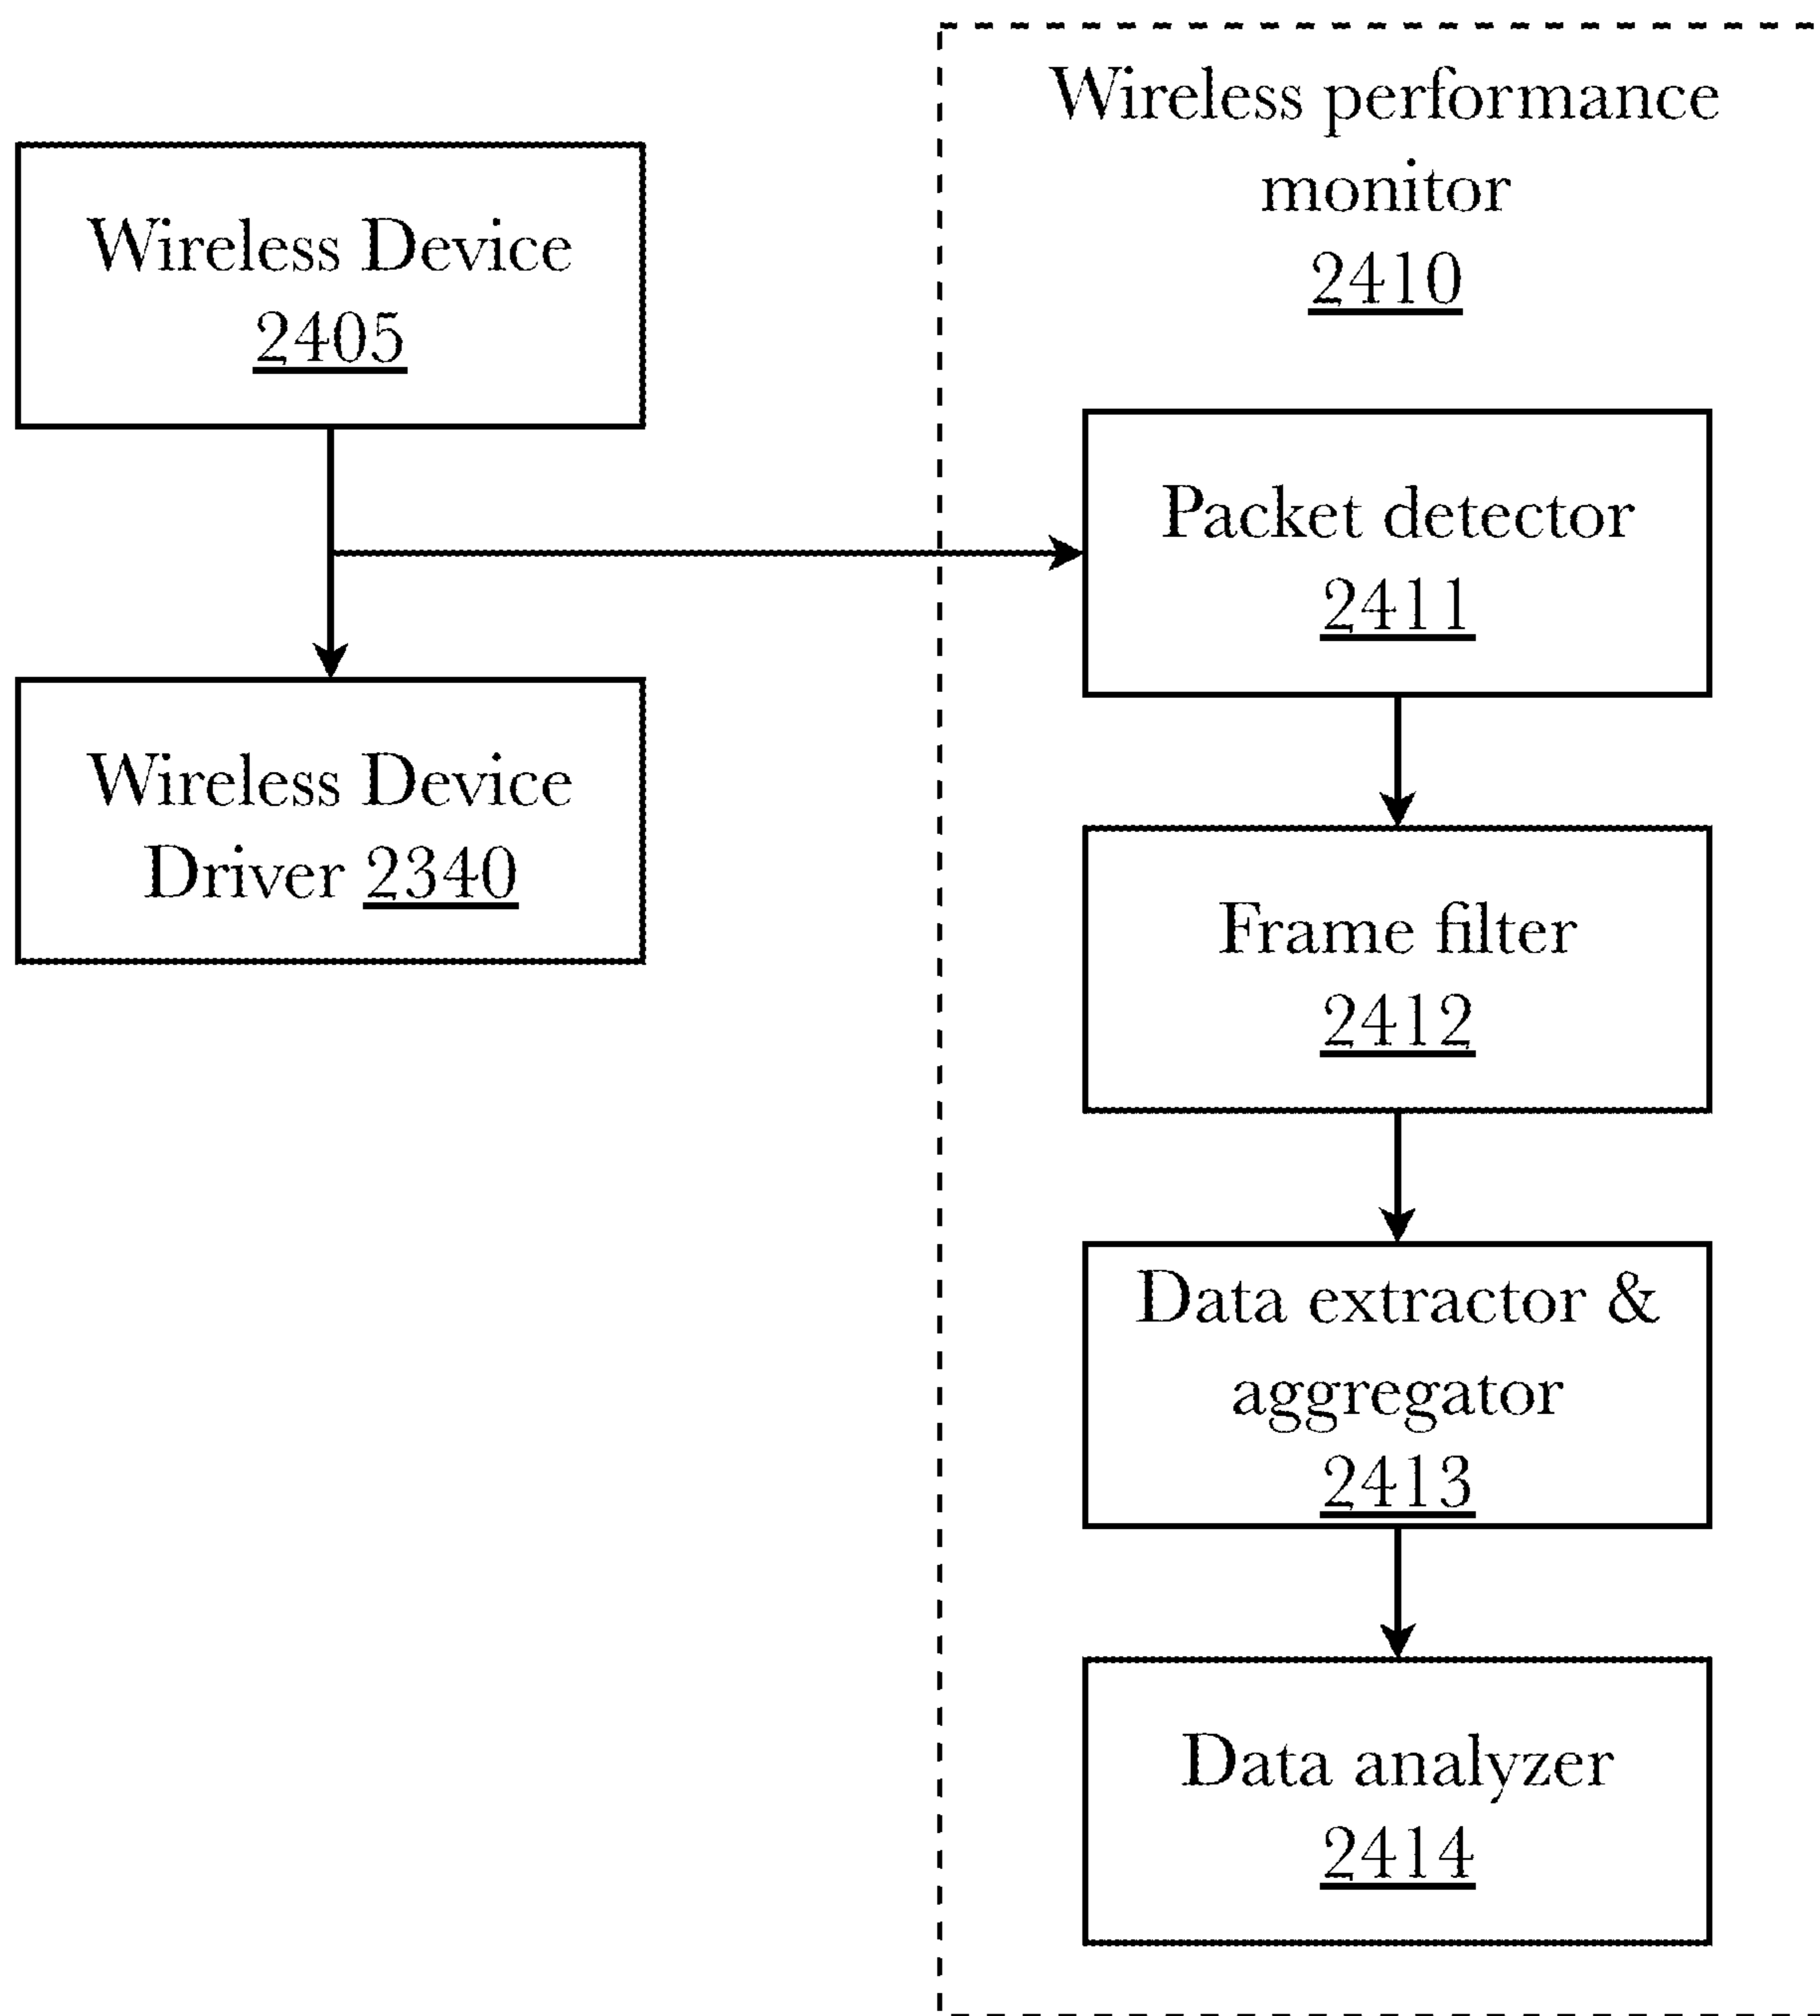 Wireless Device
2405
Wireless Device
Driver 2340
Wireless performance
monitor
2410
Packet detector
2411
Frame filter
2412
Data extractor &
aggregator
2413
Data analyzer
2414